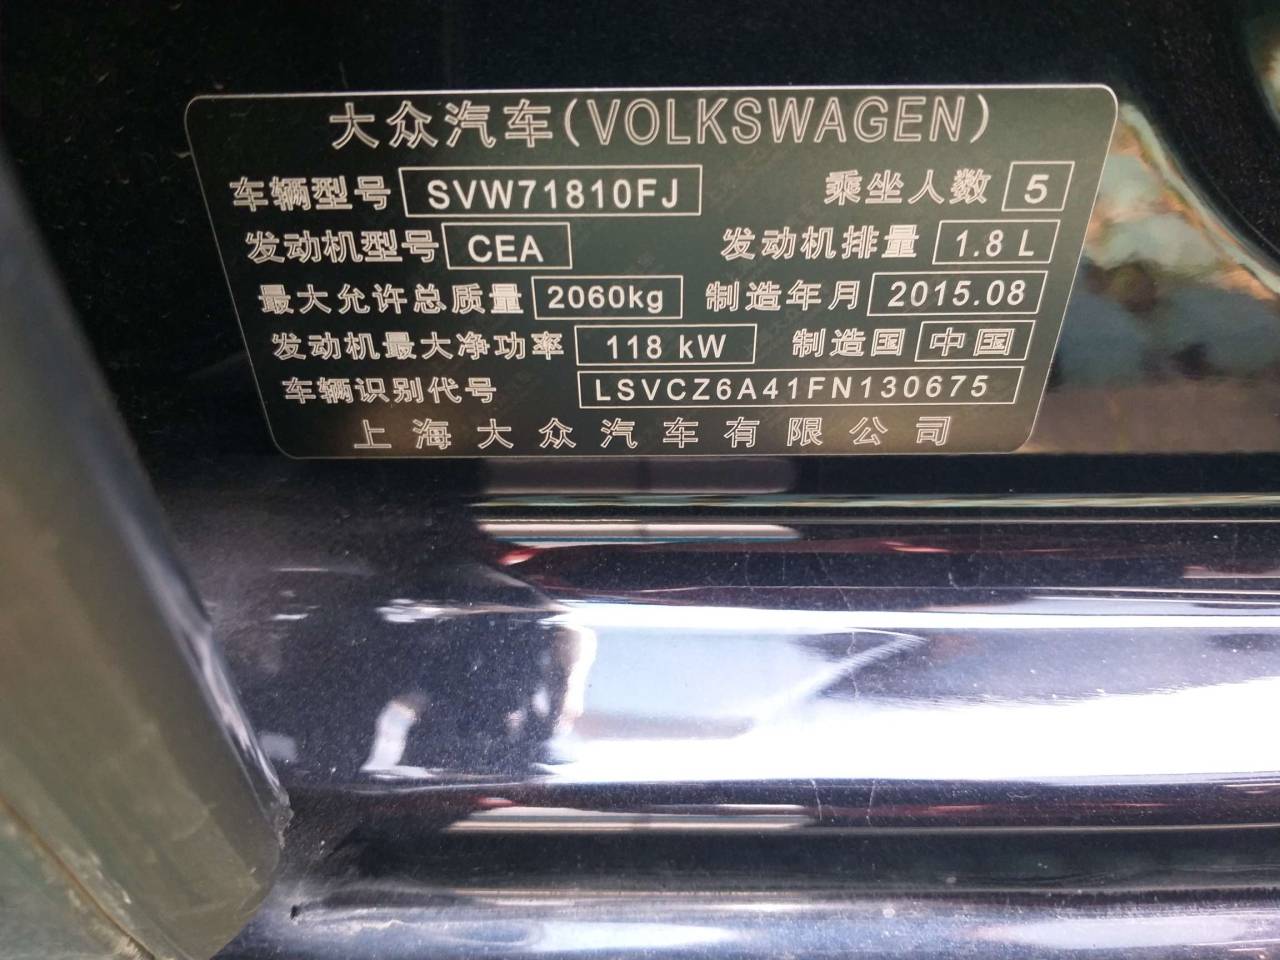 大众汽车(VOLKSWAGEN)
车辆型号 SVW71810FJ 乘坐人数 5
发动机型号 CEA 发动机排量 1.8 L
最大允许总质量 2060kg 制造年月 2015.08
发动机最大净功率 118 kW 制造国 中国
车辆识别代号 LSVCZ6A41FN130675
上海大众汽车有限公司